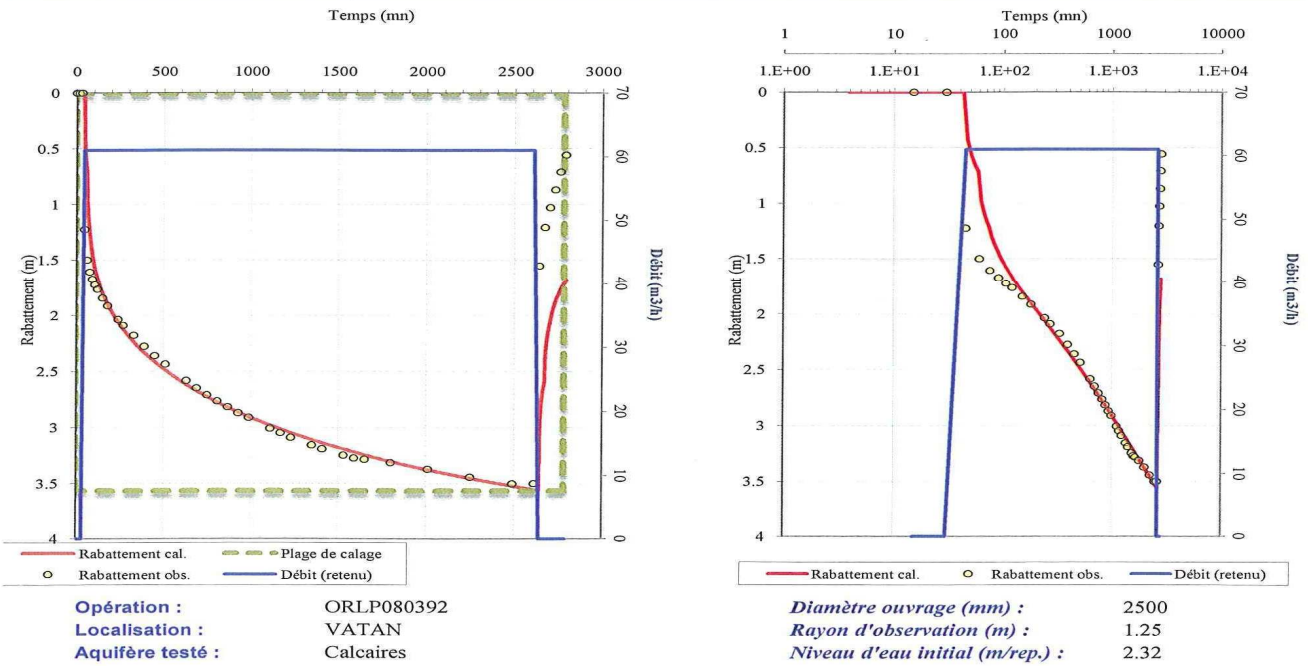 Temps (mn)
0 500 1000 1500 2000 2500 3000
0
0.5
1
1.5
2
2.5
3
3.5
4
Rabattement (m)
70
60
50
40
30
20
10
0
Débit (m3/h)
Rabattement cal.
Plage de calage
Rabattement obs.
Débit (retenu)
Opération : ORLP080392
Localisation : VATAN
Aquifère testé : Calcaires
Temps (mn)
1 10 100 1000 10000
1.E+00 1.E+01 1.E+02 1.E+03 1.E+04
0
0.5
1
1.5
2
2.5
3
3.5
4
Rabattement (m)
70
60
50
40
30
20
10
0
Débit (m3/h)
Rabattement cal.
Rabattement obs.
Débit (retenu)
Diamètre ouvrage (mm) : 2500
Rayon d'observation (m) : 1.25
Niveau d'eau initial (m/rep.) : 2.32